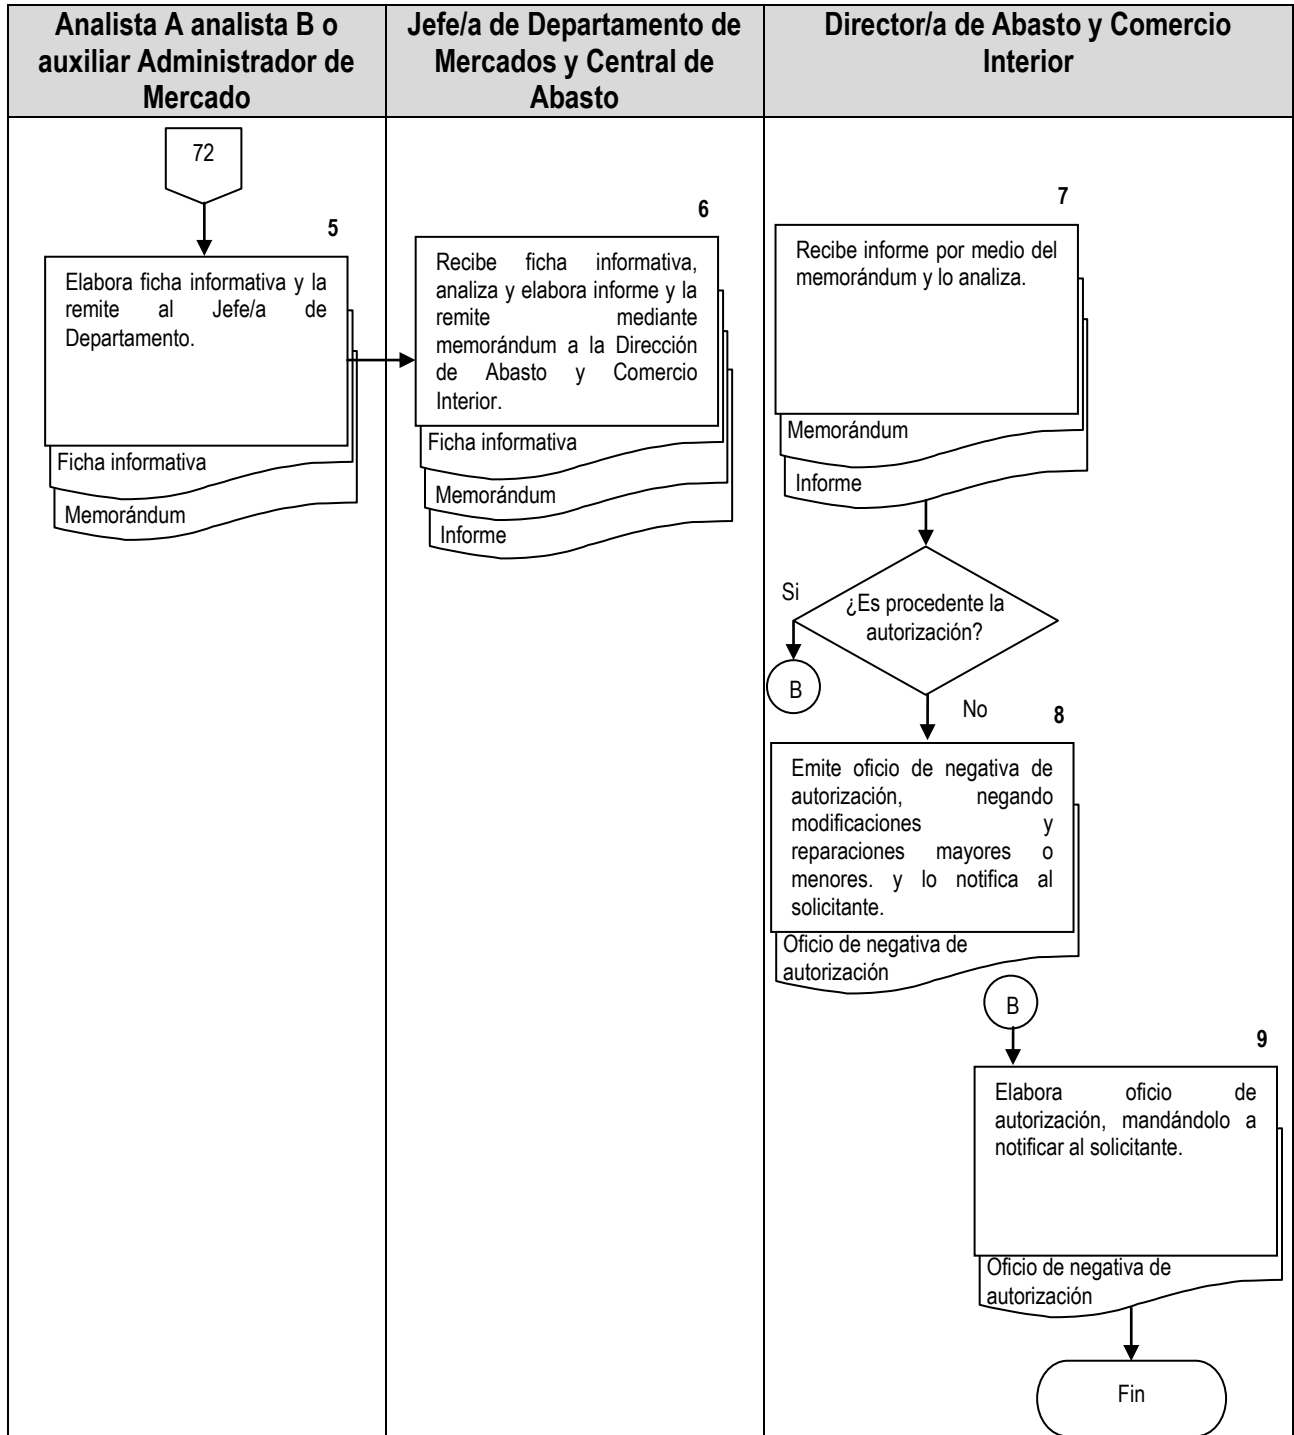 Analista A analista B o
auxiliar Administrador de
Mercado
Jefe/a de Departamento de
Mercados y Central de
Abasto
Director/a de Abasto y Comercio
Interior
72
5
Elabora ficha informativa y la
remite al Jefe/a de
Departamento.
Ficha informativa
Memorándum
6
Recibe ficha informativa,
analiza y elabora informe y la
remite mediante
memorándum a la Dirección
de Abasto y Comercio
Interior.
Ficha informativa
Memorándum
Informe
7
Recibe informe por medio del
memorándum y lo analiza.
Memorándum
Informe
¿Es procedente la
autorización?
Si
B
No
8
Emite oficio de negativa de
autorización, negando
modificaciones y
reparaciones mayores o
menores. y lo notifica al
solicitante.
Oficio de negativa de
autorización
B
9
Elabora oficio de
autorización, mandándolo a
notificar al solicitante.
Oficio de negativa de
autorización
Fin